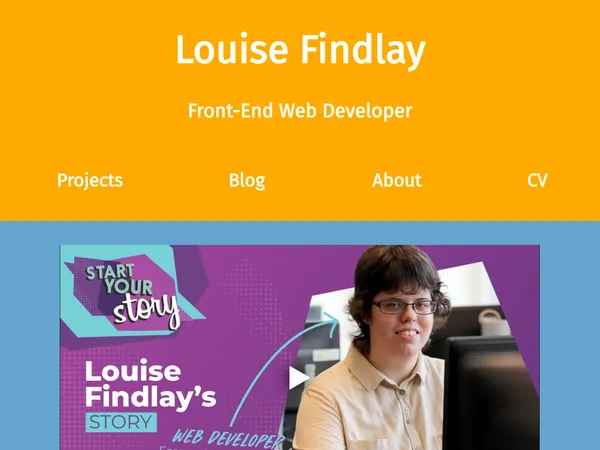 Louise Findlay
Front-End Web Developer
Projects Blog About CV
START
YOUR
story
Louise
Findlay's
STORY
WEB DEVELOPER